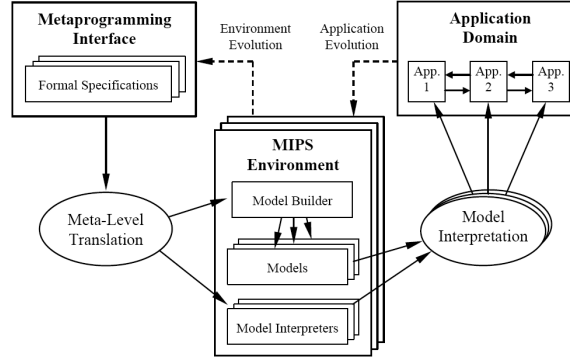 Metaprogramming
Interface
Formal Specifications
Environment
Evolution
Application
Evolution
Application
Domain
App.
1
App.
2
App.
3
MIPS
Environment
Model Builder
Models
Model Interpreters
Meta-Level
Translation
Model
Interpretation